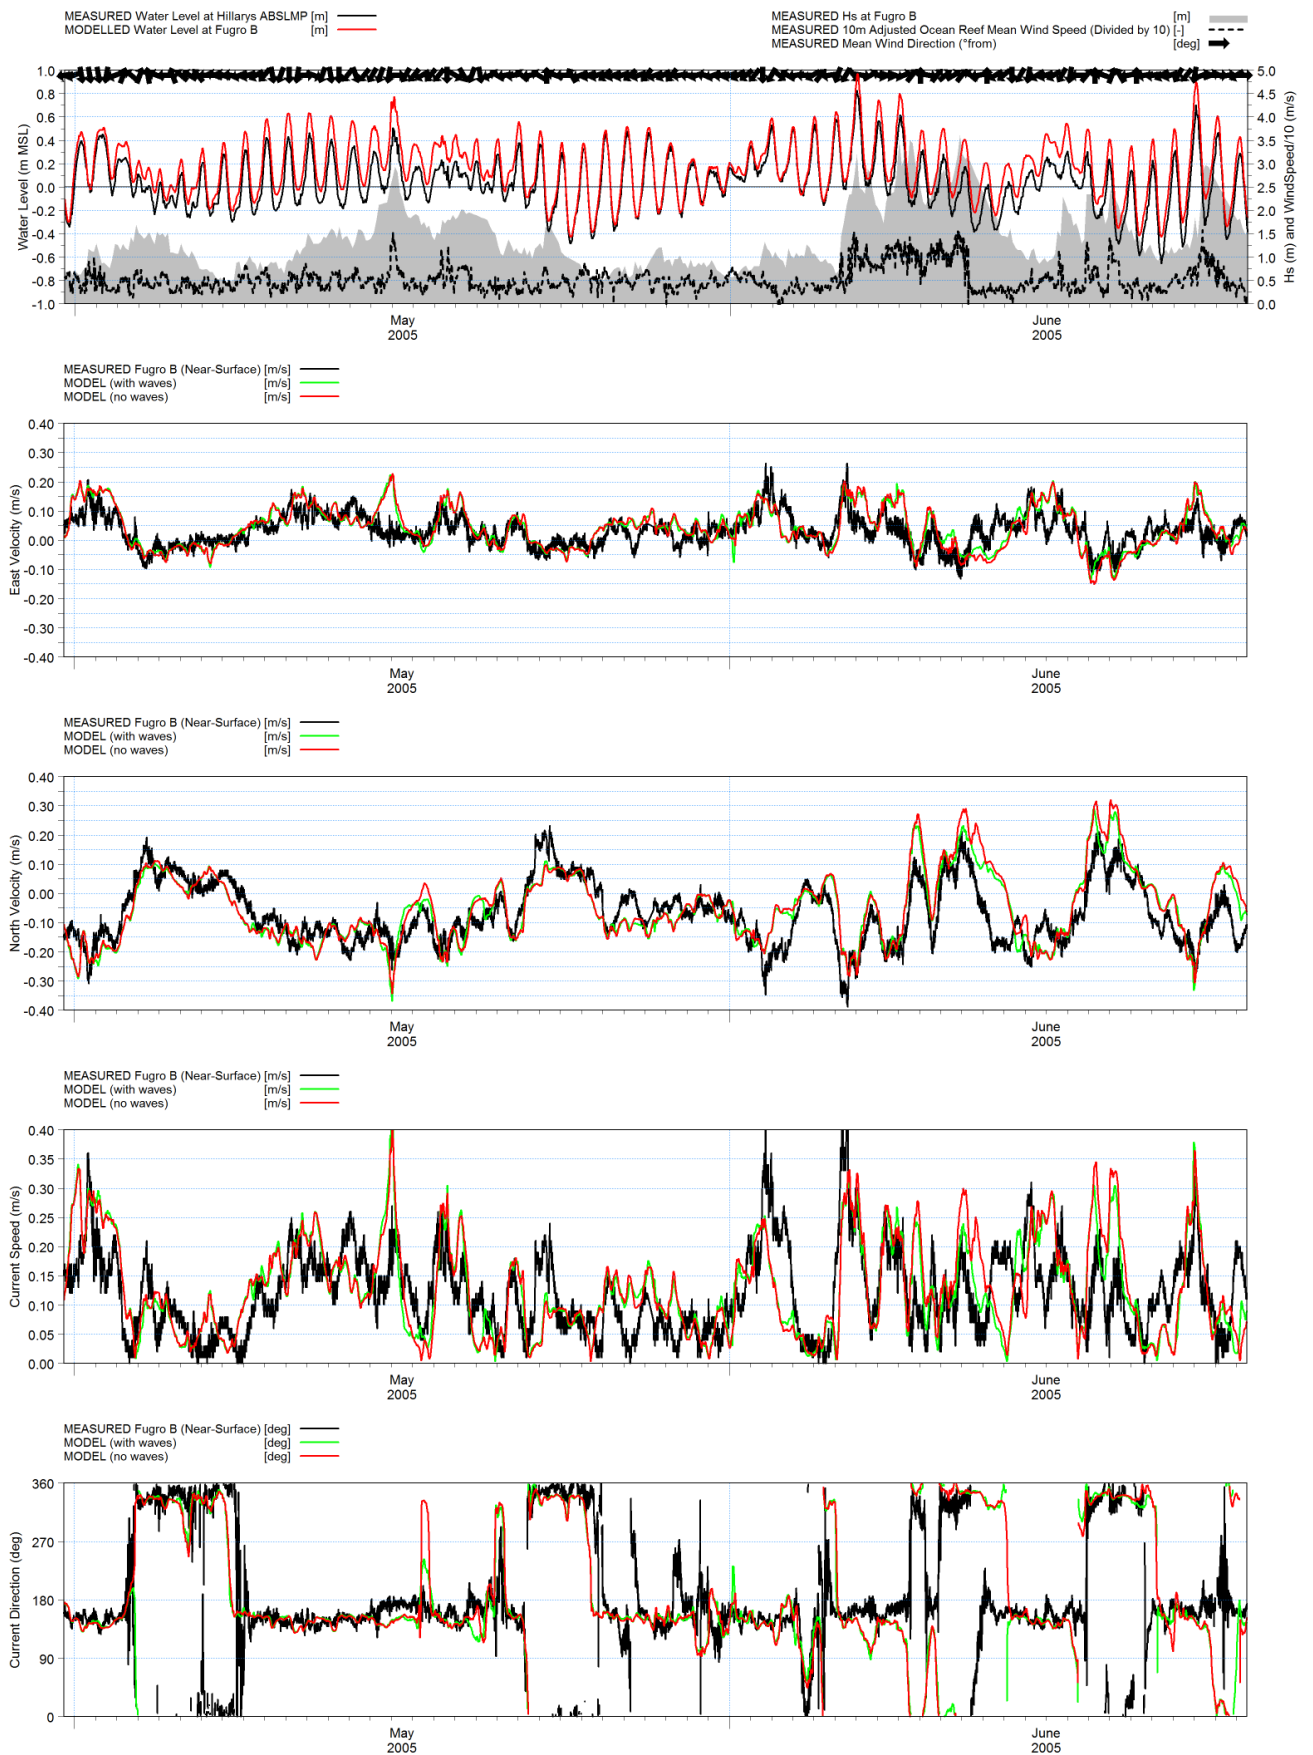 MEASURED Water Level at Hillarys ABSLMP [m]
MODELLED Water Level at Fugro B [m]
MEASURED Hs at Fugro B [m]
MEASURED 10m Adjusted Ocean Reef Mean Wind Speed (Divided by 10) [-]
MEASURED Mean Wind Direction (°from) [deg]
Water Level (m MSL)
1.0
0.8
0.6
0.4
0.2
0.0
-0.2
-0.4
-0.6
-0.8
-1.0
5.0
4.5
4.0
3.5
3.0
2.5
2.0
1.5
1.0
0.5
0.0
Hs (m) and WindSpeed/10 (m/s)
May
2005
June
2005
MEASURED Fugro B (Near-Surface) [m/s]
MODEL (with waves) [m/s]
MODEL (no waves) [m/s]
East Velocity (m/s)
0.40
0.30
0.20
0.10
0.00
-0.10
-0.20
-0.30
-0.40
May
2005
June
2005
MEASURED Fugro B (Near-Surface) [m/s]
MODEL (with waves) [m/s]
MODEL (no waves) [m/s]
North Velocity (m/s)
0.40
0.30
0.20
0.10
0.00
-0.10
-0.20
-0.30
-0.40
May
2005
June
2005
MEASURED Fugro B (Near-Surface) [m/s]
MODEL (with waves) [m/s]
MODEL (no waves) [m/s]
Current Speed (m/s)
0.40
0.35
0.30
0.25
0.20
0.15
0.10
0.05
0.00
May
2005
June
2005
MEASURED Fugro B (Near-Surface) [deg]
MODEL (with waves) [deg]
MODEL (no waves) [deg]
Current Direction (deg)
360
270
180
90
0
May
2005
June
2005